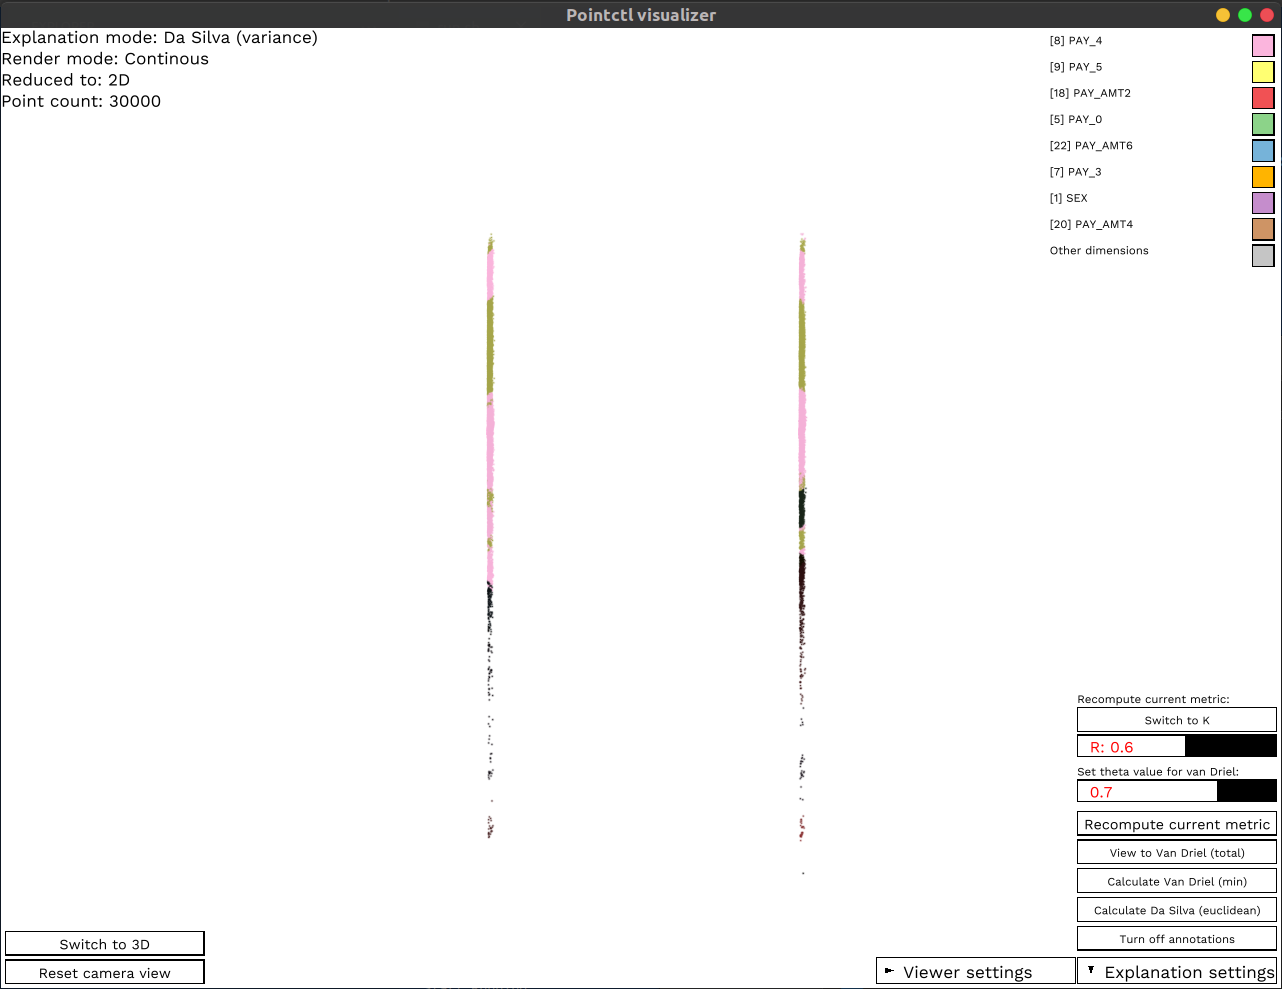 Pointctl visualizer
Explanation mode: Da Silva (variance)
Render mode: Continous
Reduced to: 2D
Point count: 30000
[8] PAY_4
[9] PAY_5
[18] PAY_AMT2
[5] PAY_0
[22] PAY_AMT6
[7] PAY_3
[1] SEX
[20] PAY_AMT4
Other dimensions
Recompute current metric:
Switch to K
R: 0.6
Set theta value for van Driel:
0.7
Recompute current metric
View to Van Driel (total)
Calculate Van Driel (min)
Calculate Da Silva (euclidean)
Turn off annotations
Switch to 3D
Reset camera view
Viewer settings
Explanation settings